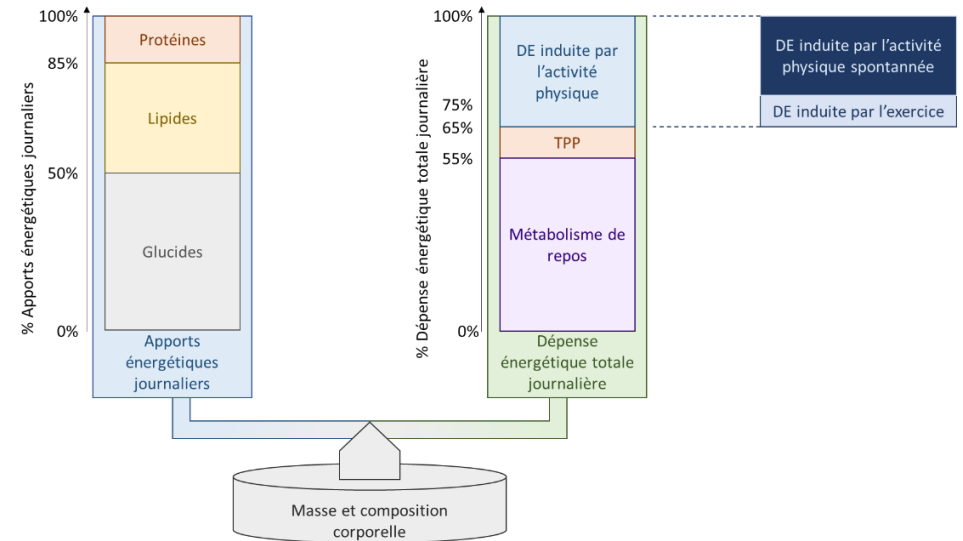 % Apports énergétiques journaliers
100%
85%
50%
0%
Protéines
Lipides
Glucides
Apports
énergétiques
journaliers
% Dépense énergétique totale journalière
100%
75%
65%
55%
0%
DE induite par
l'activité
physique
TPP
Métabolisme de
repos
Dépense
énergétique totale
journalière
DE induite par l'activité
physique spontannée
DE induite par l'exercice
Masse et composition
corporelle